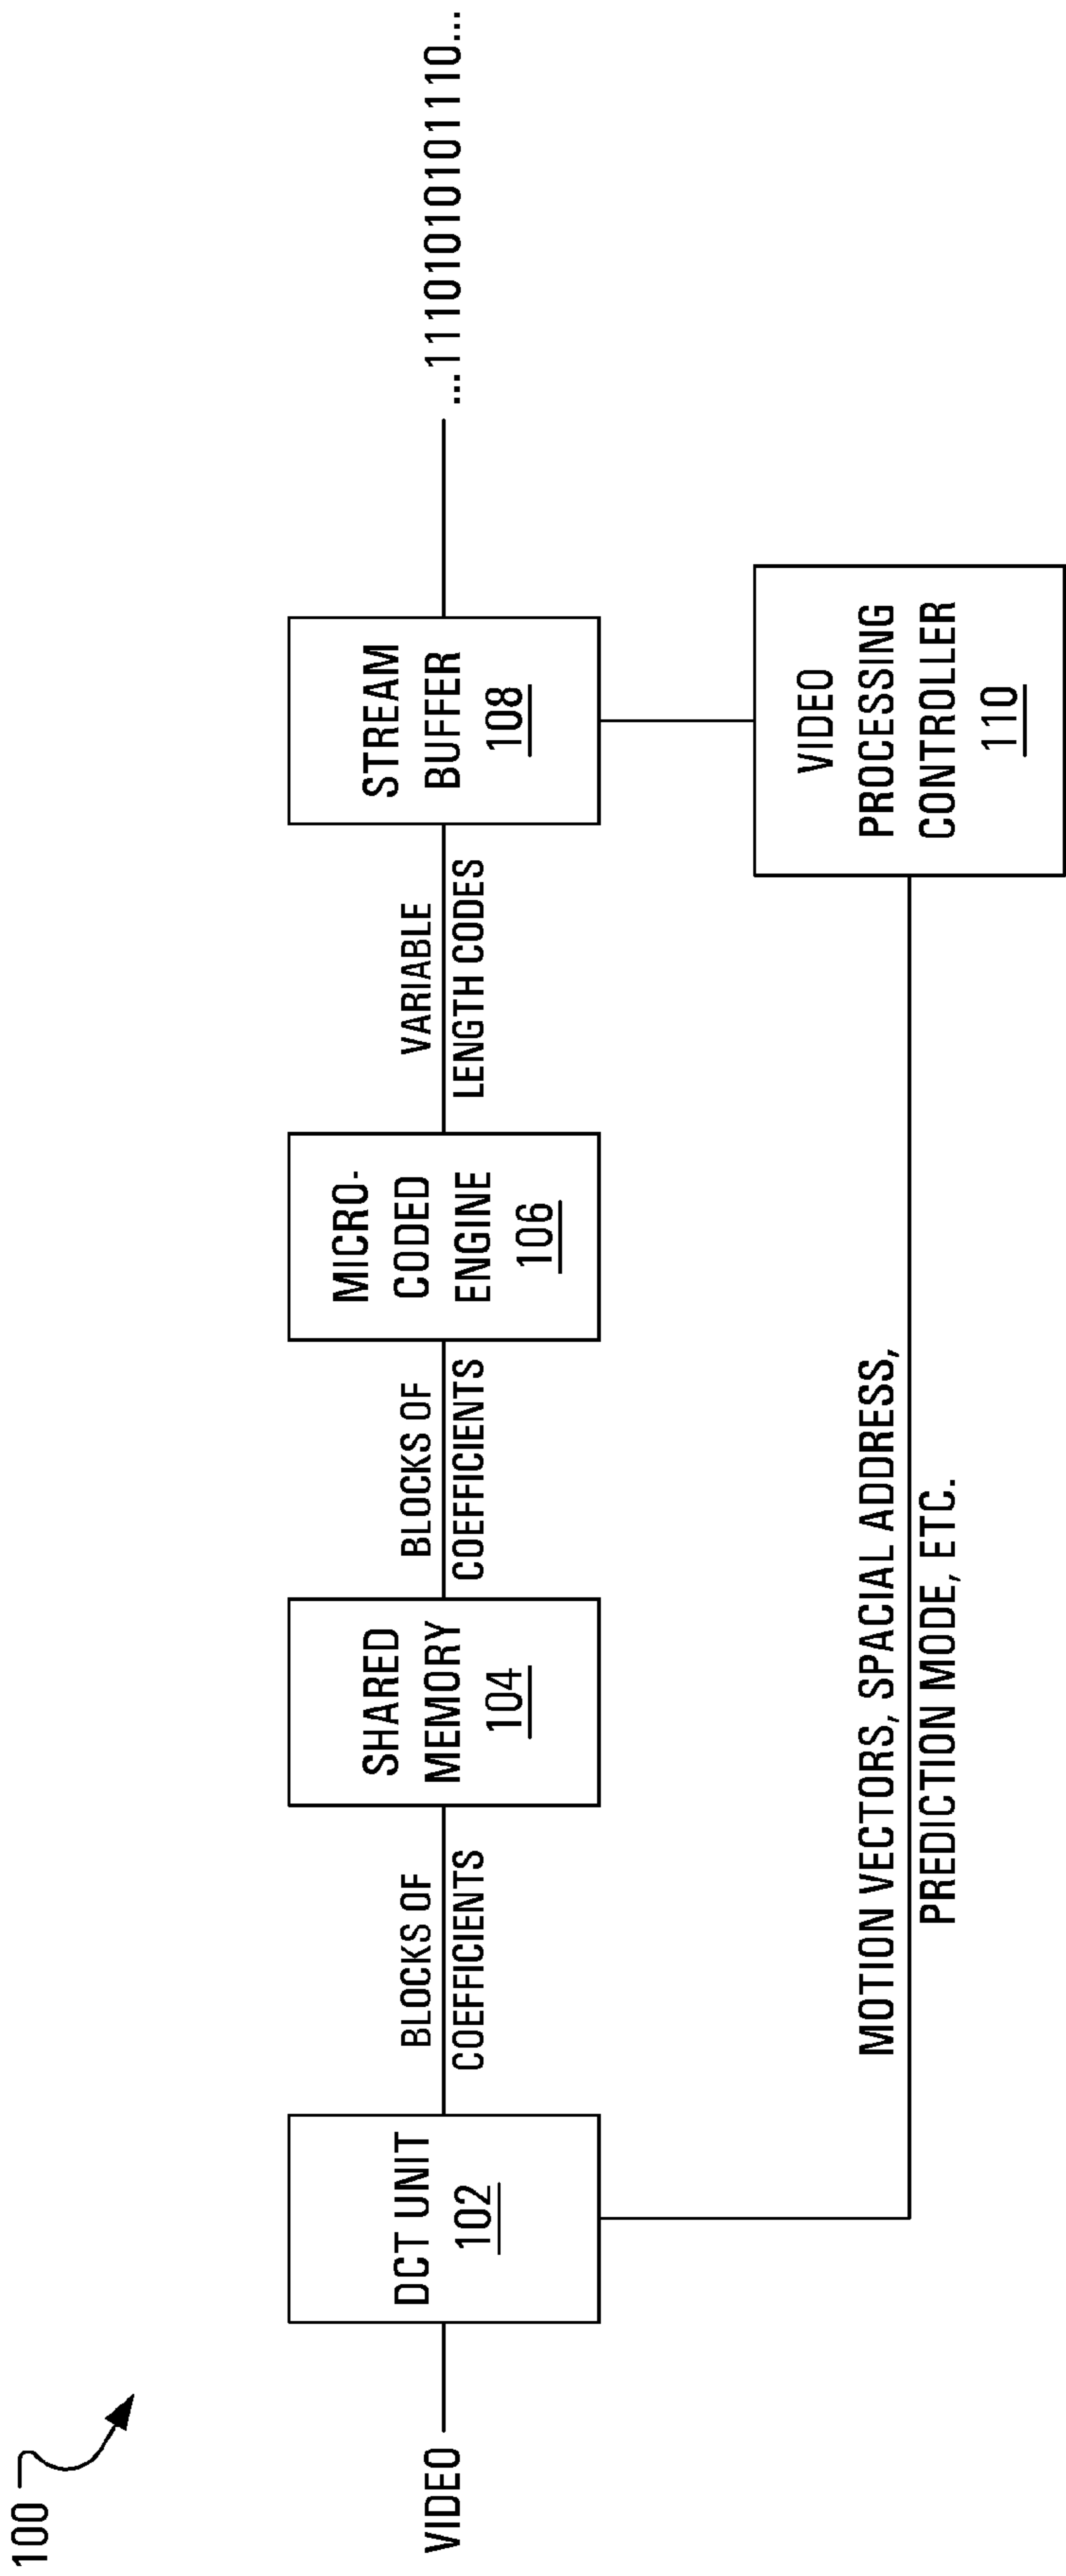 100
VIDEO
DCT UNIT
102
BLOCKS OF
COEFFICIENTS
SHARED
MEMORY
104
BLOCKS OF
COEFFICIENTS
MICRO-
CODED
ENGINE
106
VARIABLE
LENGTH CODES
STREAM
BUFFER
108
...1110101010101110...
MOTION VECTORS, SPACIAL ADDRESS,
PREDICTION MODE, ETC.
VIDEO
PROCESSING
CONTROLLER
110